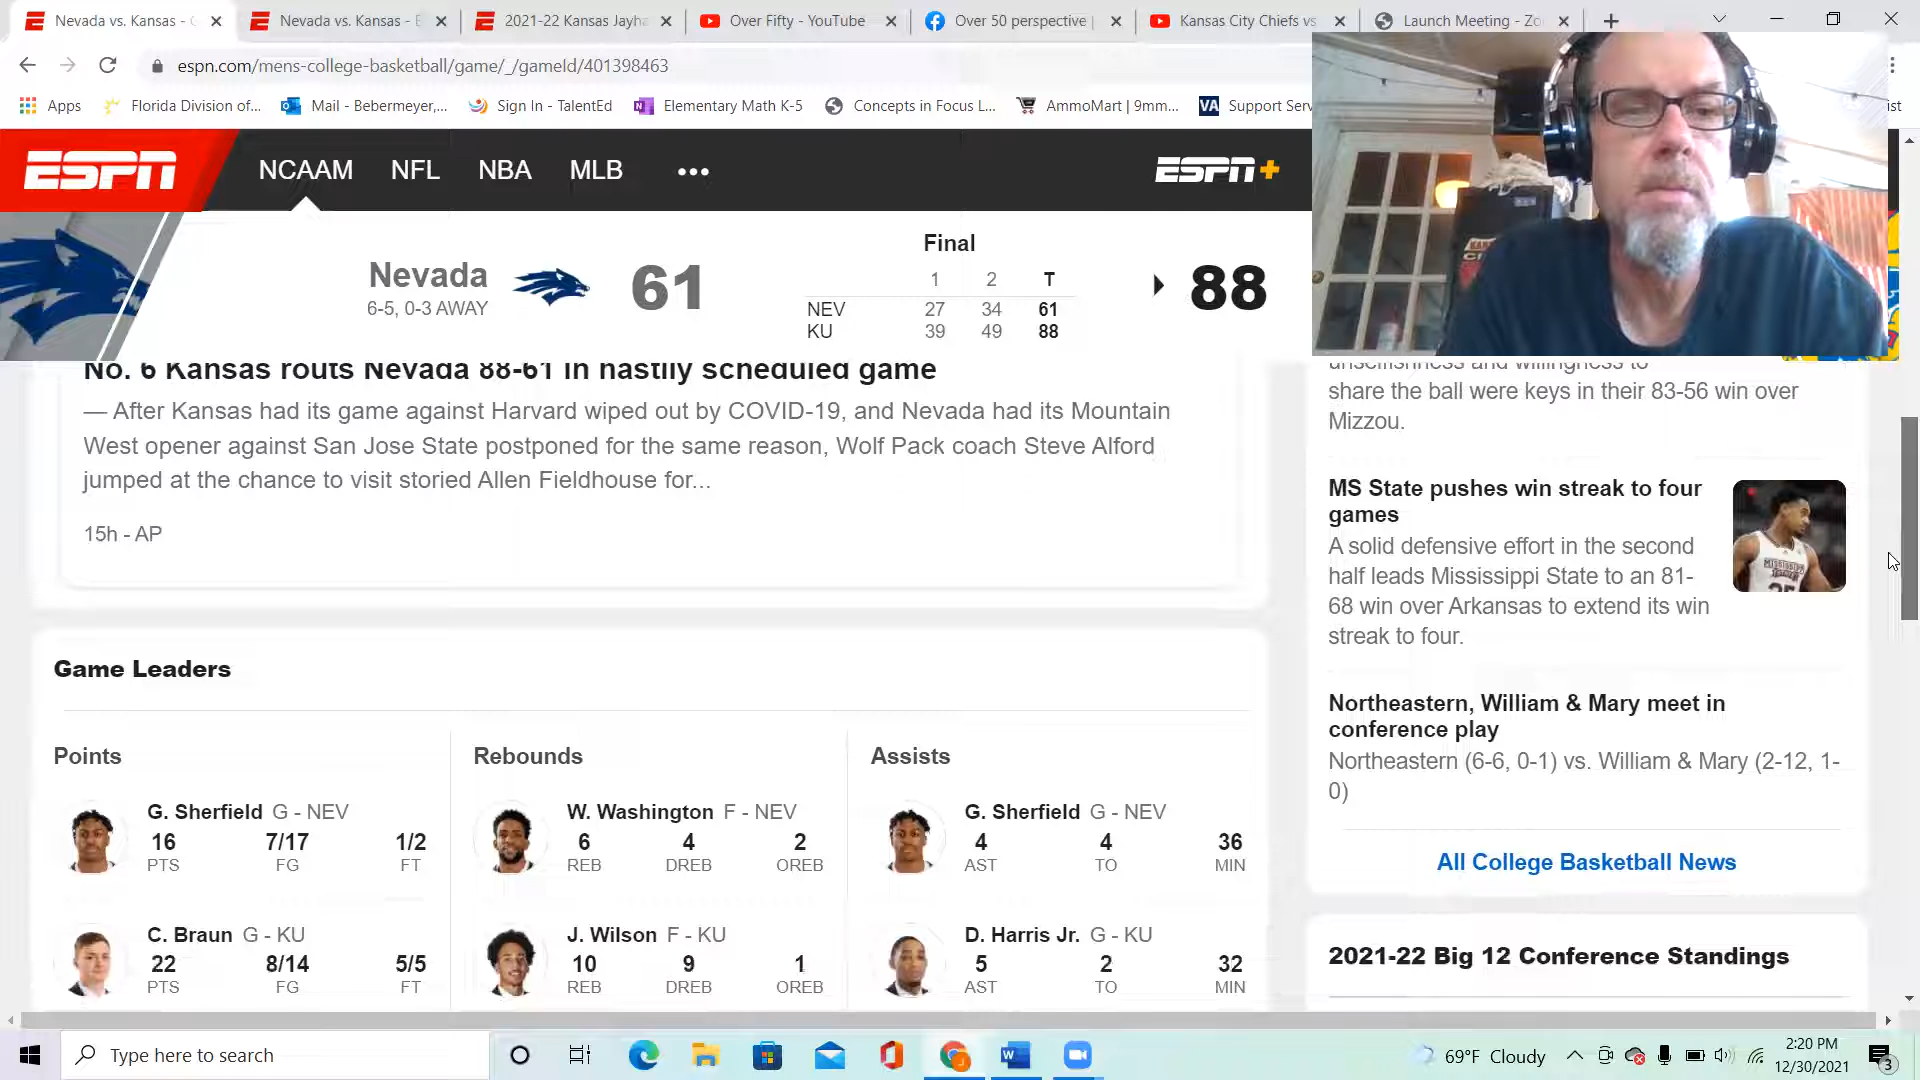 Nevada vs. Kansas - G
Nevada vs. Kansas - E
2021-22 Kansas Jayha
Over Fifty - YouTube
Over 50 perspective
Kansas City Chiefs vs
Launch Meeting - Zo
espn.com/mens-college-basketball/game/_/gameId/401398463
Apps
Florida Division of...
Mail - Bebermeyer,...
Sign In - TalentEd
Elementary Math K-5
Concepts in Focus L...
AmmoMart | 9mm...
VA Support Serv
ist
ESPN
NCAAM
NFL
NBA
MLB
ESPN+
Nevada
6-5, 0-3 AWAY
61
Final
1 2 T
NEV 27 34 61
KU 39 49 88
88
No. 6 Kansas routs Nevada 88-61 in hastily scheduled game
— After Kansas had its game against Harvard wiped out by COVID-19, and Nevada had its Mountain
West opener against San Jose State postponed for the same reason, Wolf Pack coach Steve Alford
jumped at the chance to visit storied Allen Fieldhouse for...
15h - AP
Game Leaders
Points
G. Sherfield G - NEV
16 7/17 1/2
PTS FG FT
C. Braun G - KU
22 8/14 5/5
PTS FG FT
Rebounds
W. Washington F - NEV
6 4 2
REB DREB OREB
J. Wilson F - KU
10 9 1
REB DREB OREB
Assists
G. Sherfield G - NEV
4 4 36
AST TO MIN
D. Harris Jr. G - KU
5 2 32
AST TO MIN
unselfishness and willingness to
share the ball were keys in their 83-56 win over
Mizzou.
MS State pushes win streak to four
games
A solid defensive effort in the second
half leads Mississippi State to an 81-
68 win over Arkansas to extend its win
streak to four.
Northeastern, William & Mary meet in
conference play
Northeastern (6-6, 0-1) vs. William & Mary (2-12, 1-
0)
All College Basketball News
2021-22 Big 12 Conference Standings
Type here to search
69°F Cloudy
2:20 PM
12/30/2021
3